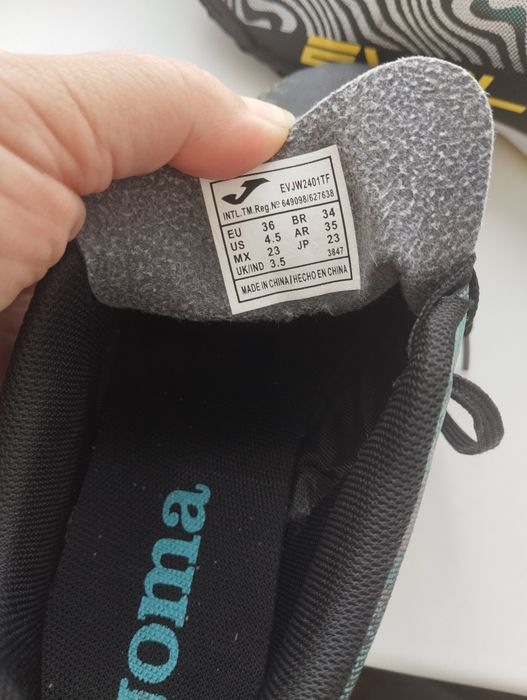 EVJW2401TF
INTL.TM.Reg.Nº 649098/627638
EU 36 BR 34
US 4.5 AR 35
MX 23 JP 23
UK/IND 3.5 3847
MADE IN CHINA/HECHO EN CHINA
Joma